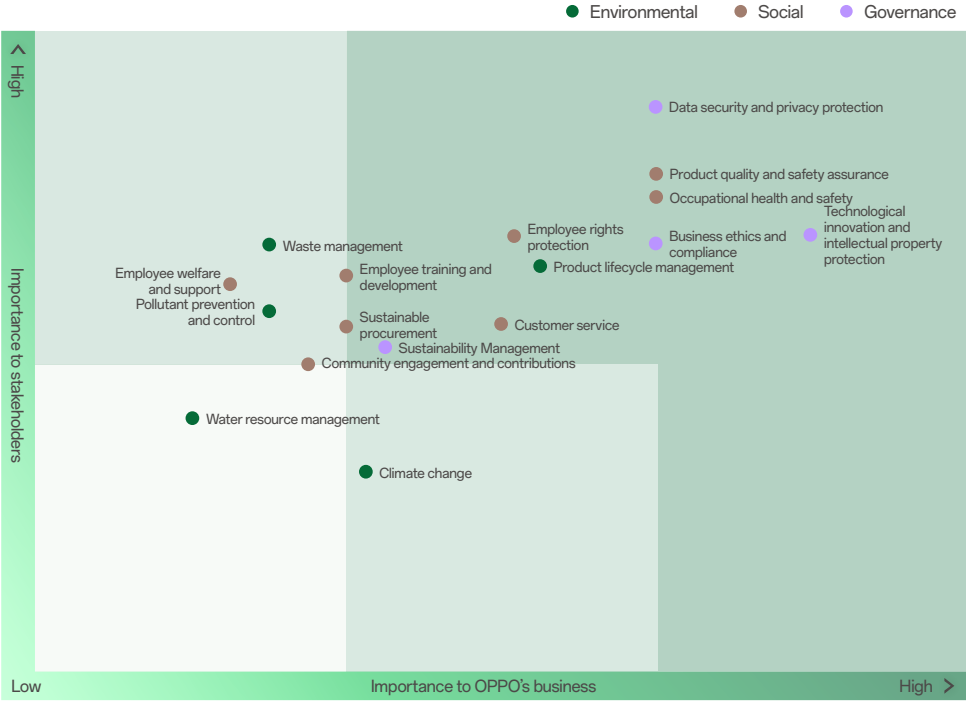 Environmental
Social
Governance
High
Importance to stakeholders
Data security and privacy protection
Product quality and safety assurance
Occupational health and safety
Technological
innovation and
intellectual property
protection
Employee rights
protection
Business ethics and
compliance
Waste management
Product lifecycle management
Employee welfare
and support
Employee training and
development
Pollutant prevention
and control
Sustainable
procurement
Customer service
Sustainability Management
Community engagement and contributions
Water resource management
Climate change
Low
Importance to OPPO's business
High